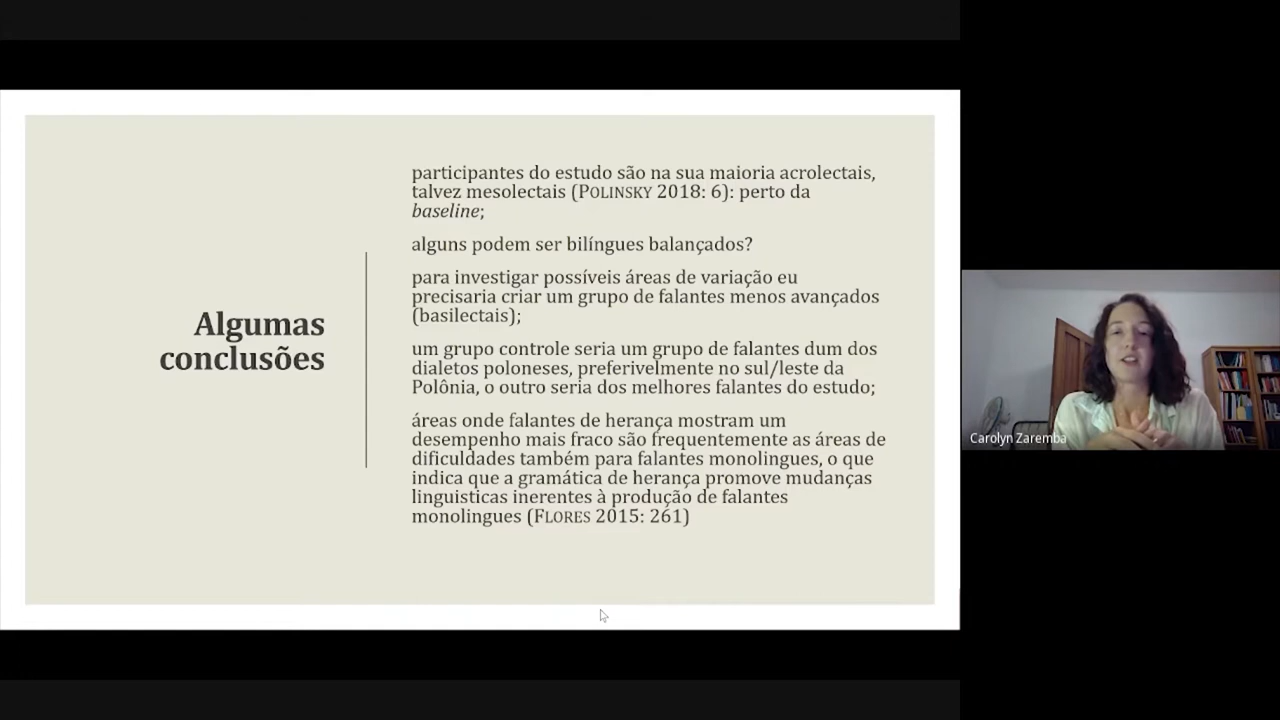 Algumas
conclusões
participantes do estudo são na sua maioria acrolectais,
talvez mesolectais (POLINSKY 2018: 6): perto da
baseline;
alguns podem ser bilíngues balançados?
para investigar possíveis áreas de variação eu
precisaria criar um grupo de falantes menos avançados
(basilectais);
um grupo controle seria um grupo de falantes dum dos
dialetos poloneses, preferivelmente no sul/leste da
Polônia, o outro seria dos melhores falantes do estudo;
áreas onde falantes de herança mostram um
desempenho mais fraco são frequentemente as áreas de
dificuldades também para falantes monolingues, o que
indica que a gramática de herança promove mudanças
linguisticas inerentes à produção de falantes
monolingues (FLORES 2015: 261)
Carolyn Zaremba